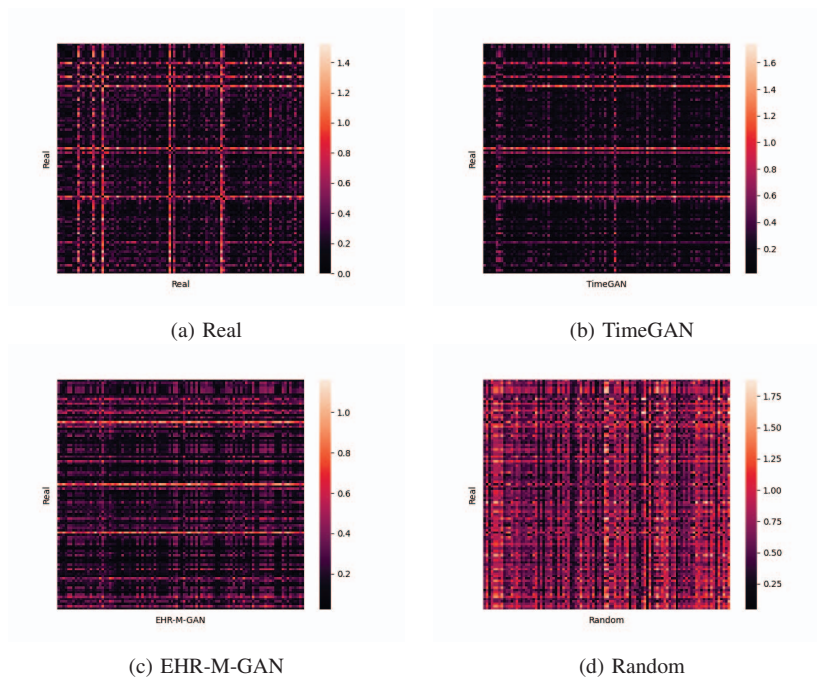 Real
1.4
1.2
1.0
0.8
0.6
0.4
0.2
0.0
Real
(a) Real
Real
1.6
1.4
1.2
1.0
0.8
0.6
0.4
0.2
TimeGAN
(b) TimeGAN
Real
1.0
0.8
0.6
0.4
0.2
EHR-M-GAN
(c) EHR-M-GAN
Real
1.75
1.50
1.25
1.00
0.75
0.50
0.25
Random
(d) Random